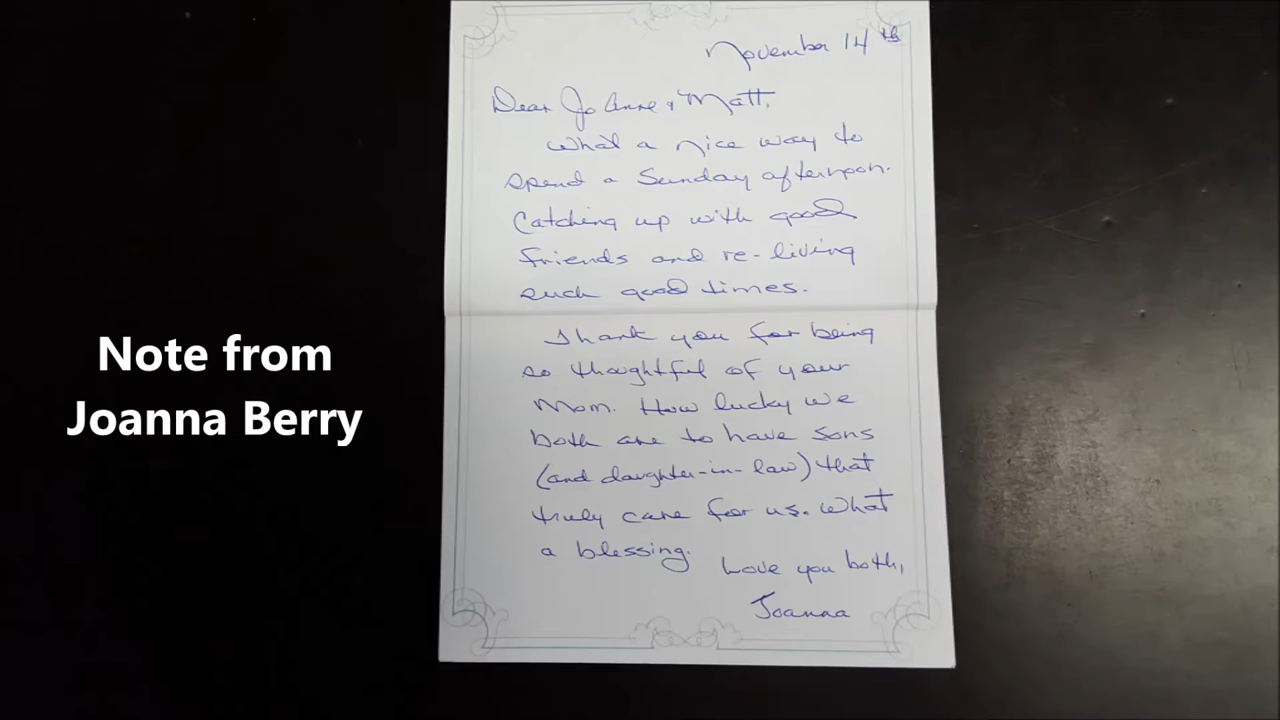 November 14th
Dear JoAnne & Matt,
What a nice way to
spend a Sunday afternoon.
Catching up with good
friends and re-living
such good times.
Thank you for being
so thoughtful of your
Mom. How lucky we
both are to have sons
(and daughter-in-law) that
truly care for us. What
a blessing.
Love you both,
Joanna
Note from
Joanna Berry